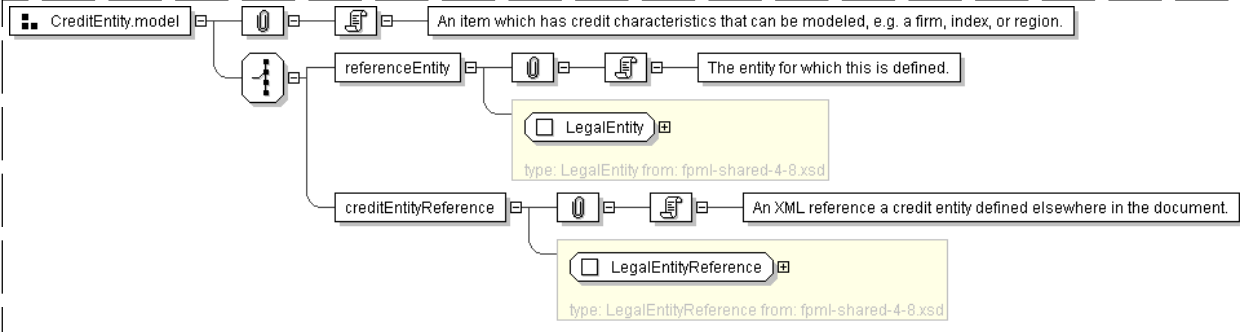 CreditEntity.model
An item which has credit characteristics that can be modeled, e.g. a firm, index, or region.
referenceEntity
The entity for which this is defined.
LegalEntity
type: LegalEntity from: fpml-shared-4-8.xsd
creditEntityReference
An XML reference a credit entity defined elsewhere in the document.
LegalEntityReference
type: LegalEntityReference from: fpml-shared-4-8.xsd